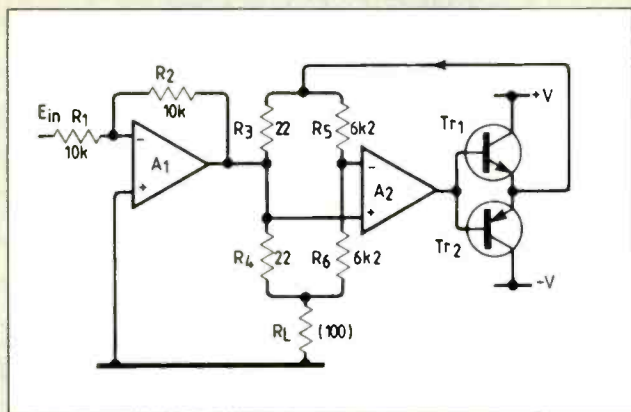 R2
10k
Ein R1
10k
−
+
A1
R3 22
R5 6k2
−
+
A2
R4 22
R6 6k2
RL (100)
+V
Tr1
Tr2
−V